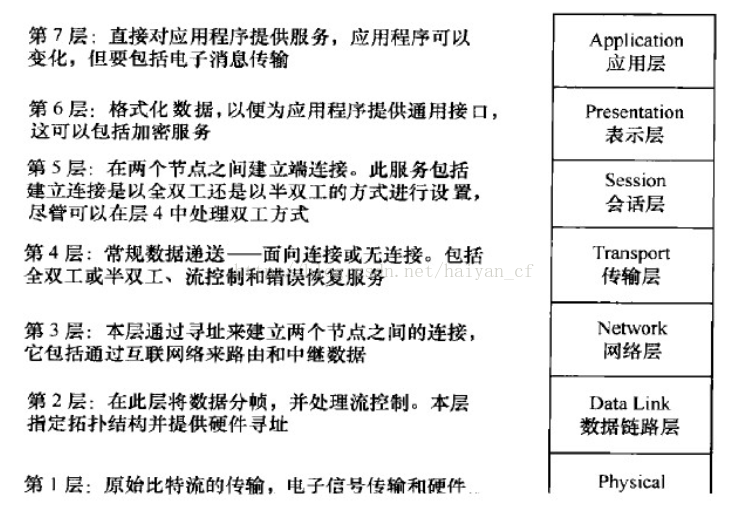 第 7 层：直接对应用程序提供服务，应用程序可以
变化，但要包括电子消息传输
Application
应用层
第 6 层：格式化数据，以便为应用程序提供通用接口，
这可以包括加密服务
Presentation
表示层
第 5 层：在两个节点之间建立端连接。此服务包括
建立连接是以全双工还是以半双工的方式进行设置，
尽管可以在层 4 中处理双工方式
Session
会话层
第 4 层：常规数据递送——面向连接或无连接。包括
全双工或半双工、流控制和错误恢复服务
.net/haiyan_cf
Transport
传输层
第 3 层：本层通过寻址来建立两个节点之间的连接，
它包括通过互联网络来路由和中继数据
Network
网络层
第 2 层：在此层将数据分帧，并处理流控制。本层
指定拓扑结构并提供硬件寻址
Data Link
数据链路层
第 1 层：原始比特流的传输，电子信号传输和硬件
Physical